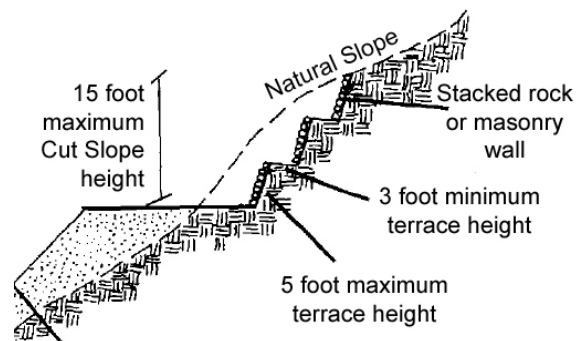 Natural Slope
15 foot
maximum
Cut Slope
height
Stacked rock
or masonry
wall
3 foot minimum
terrace height
5 foot maximum
terrace height